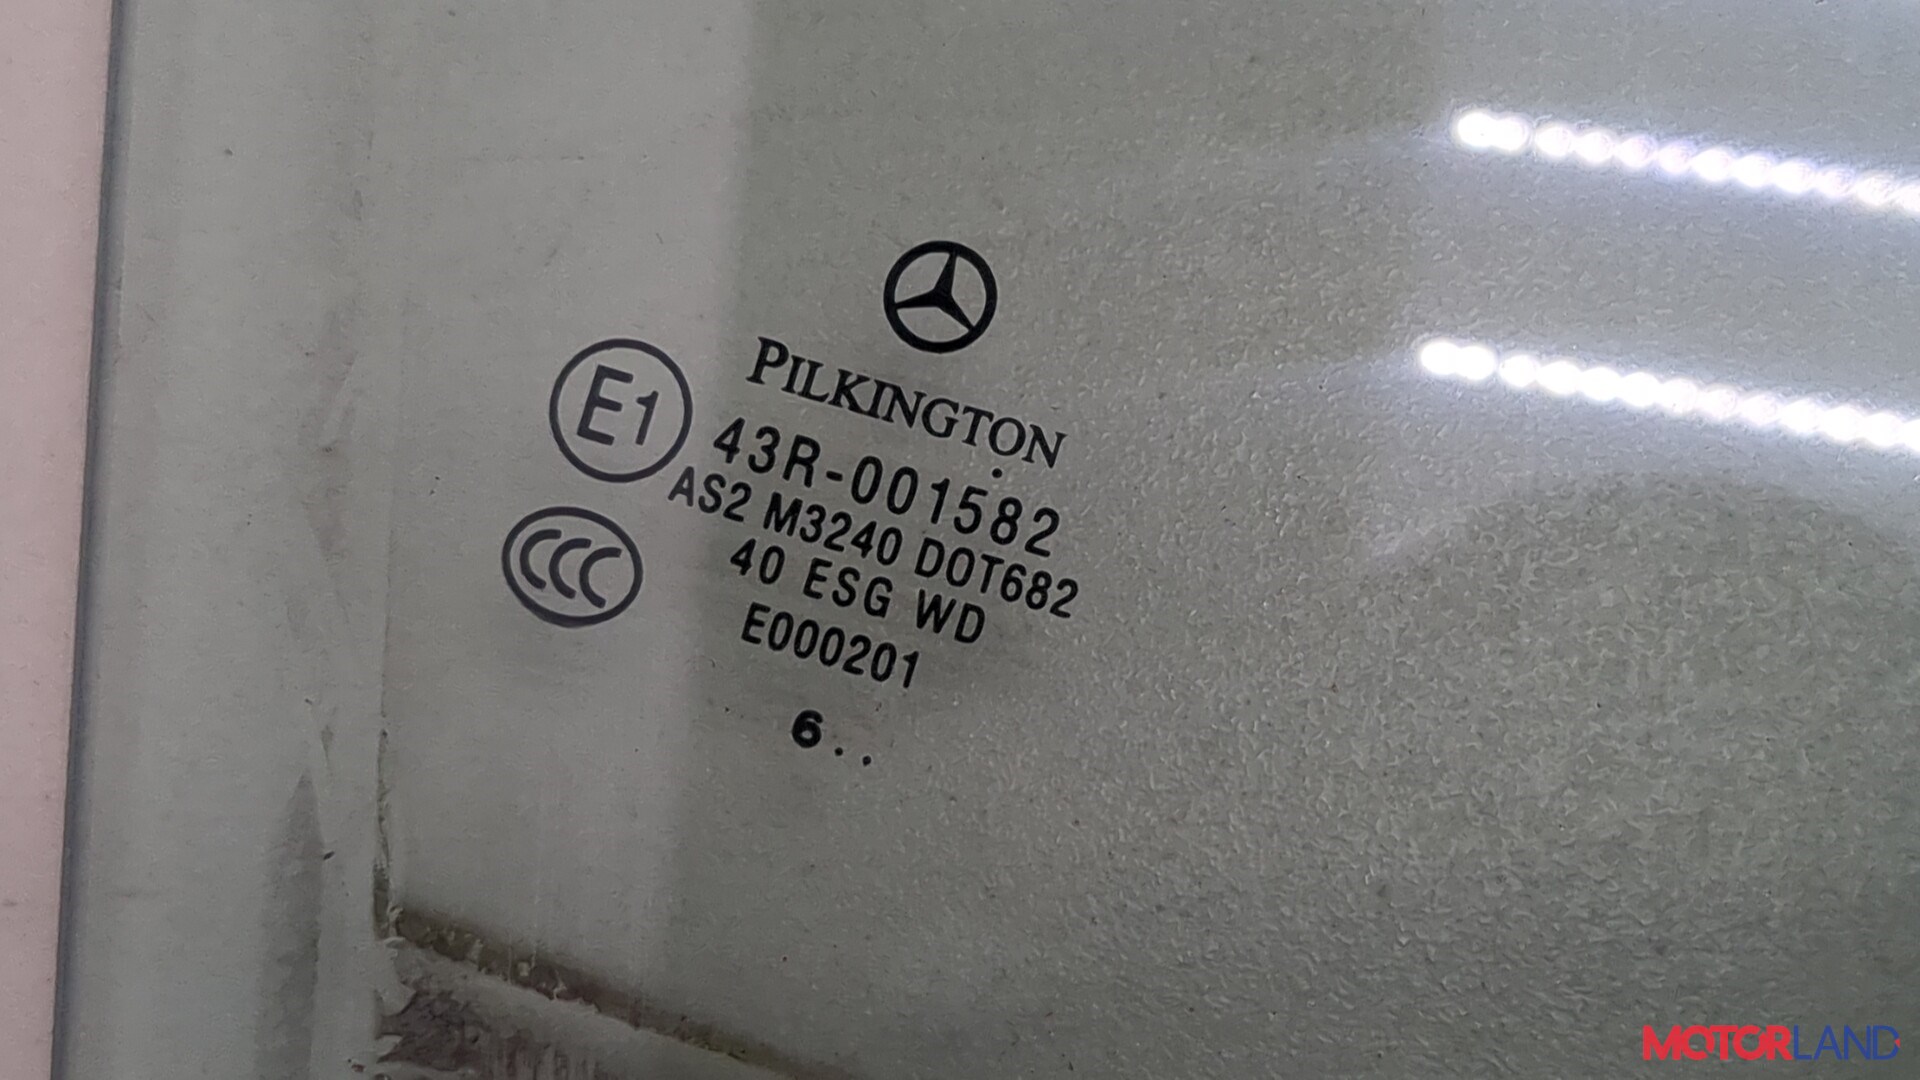 PILKINGTON
E1
43R-001582
AS2 M3240 DOT682
CCC
40 ESG WD
E000201
6..
MOTORLAND